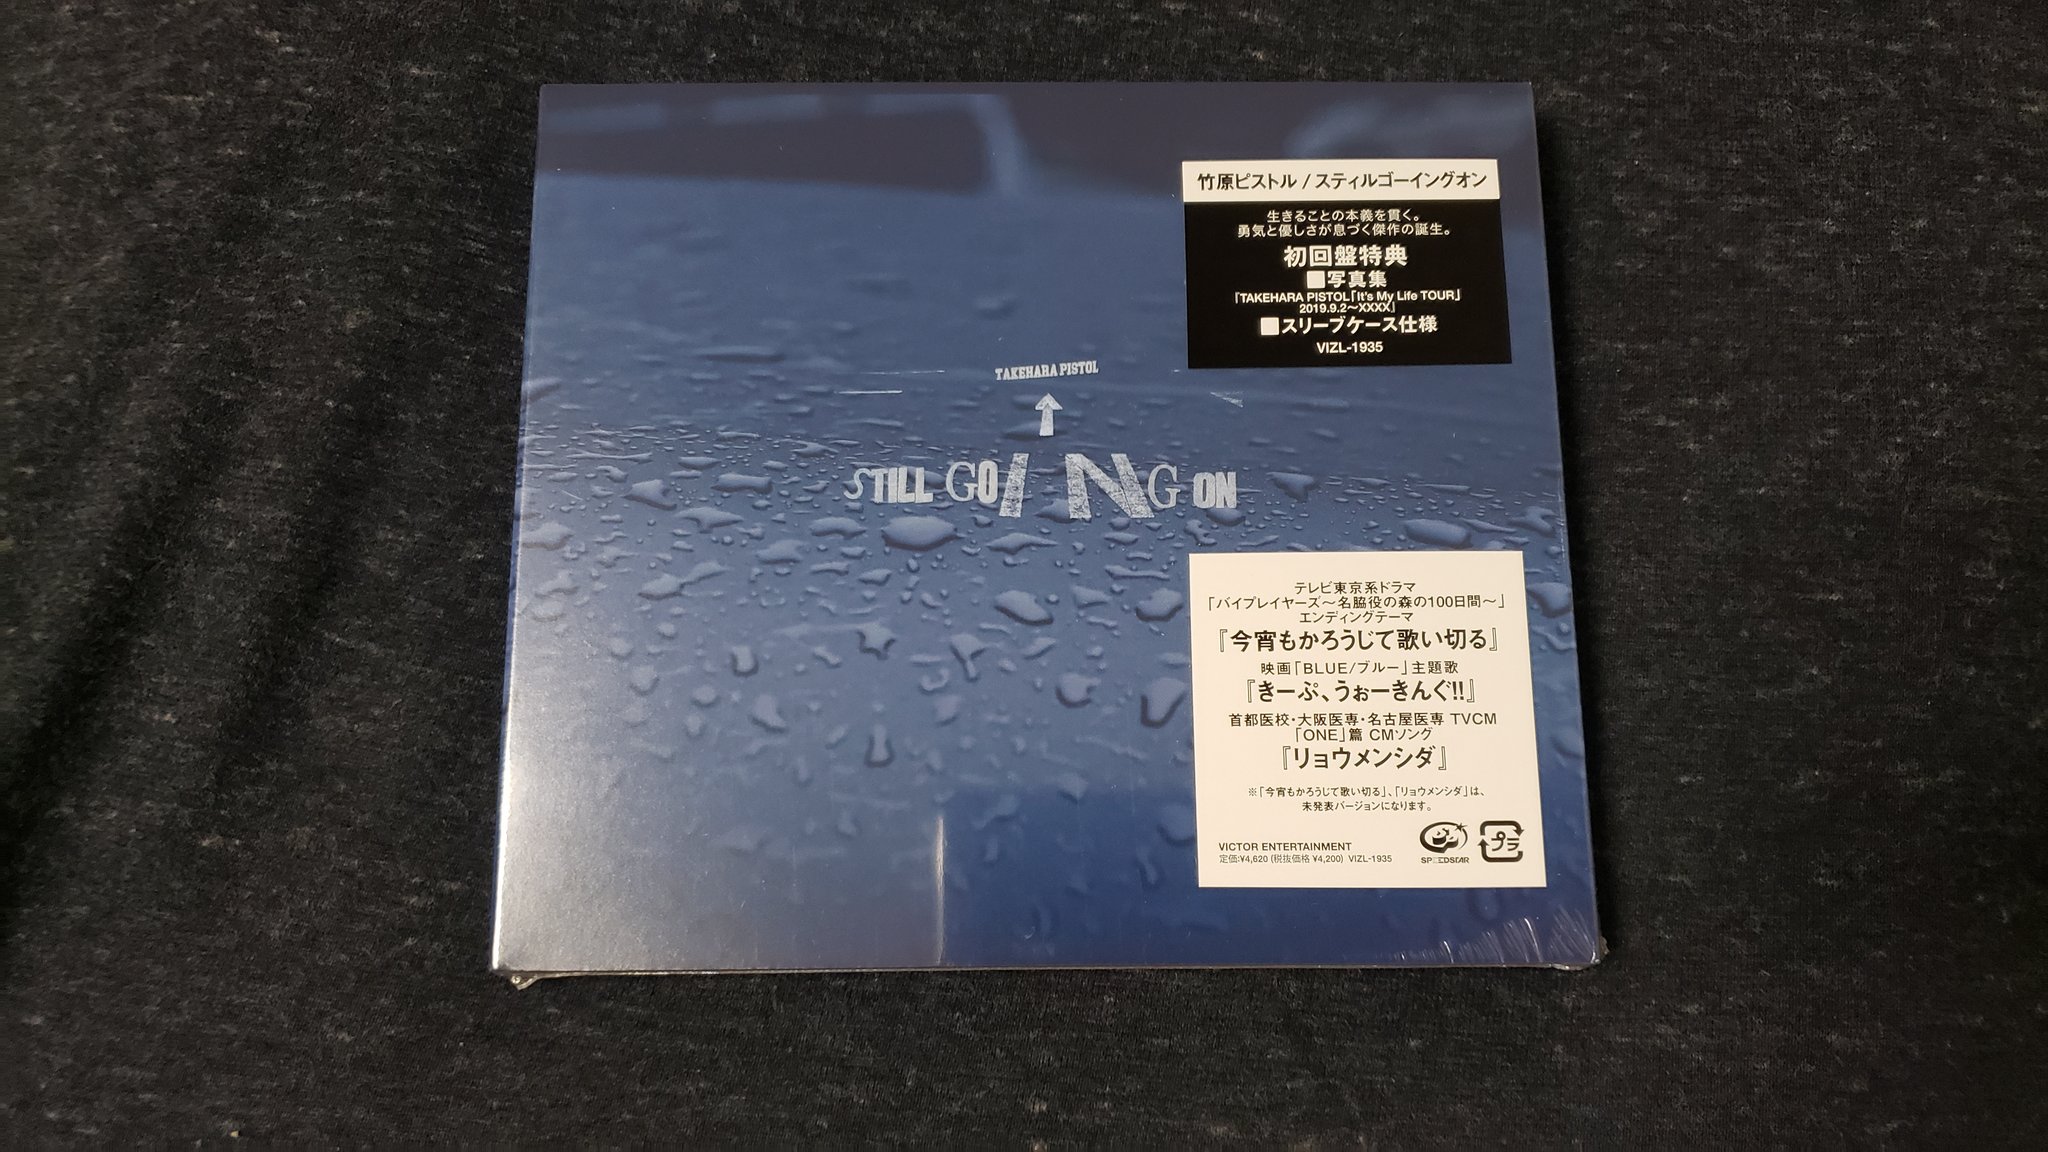 竹原ピストル / スティルゴーイングオン
生きることの本義を貫く。
勇気と優しさが息づく傑作の誕生。
初回盤特典
■写真集
『TAKEHARA PISTOL「It's My Life TOUR」
2019.9.2～XXXX』
■スリーブケース仕様
VIZL-1935
TAKEHARA PISTOL
STILL GOING ON
テレビ東京系ドラマ
「バイプレイヤーズ～名脇役の森の100日間～」
エンディングテーマ
『今宵もかろうじて歌い切る』
映画「BLUE/ブルー」主題歌
『きーぷ、うぉーきんぐ!!』
首都医校・大阪医専・名古屋医専 TVCM
「ONE」篇 CMソング
『リョウメンシダ』
※「今宵もかろうじて歌い切る」、「リョウメンシダ」は、
未発表バージョンになります。
VICTOR ENTERTAINMENT
定価:¥4,620 (税抜価格 ¥4,200) VIZL-1935
SPEEDSTAR
プラ